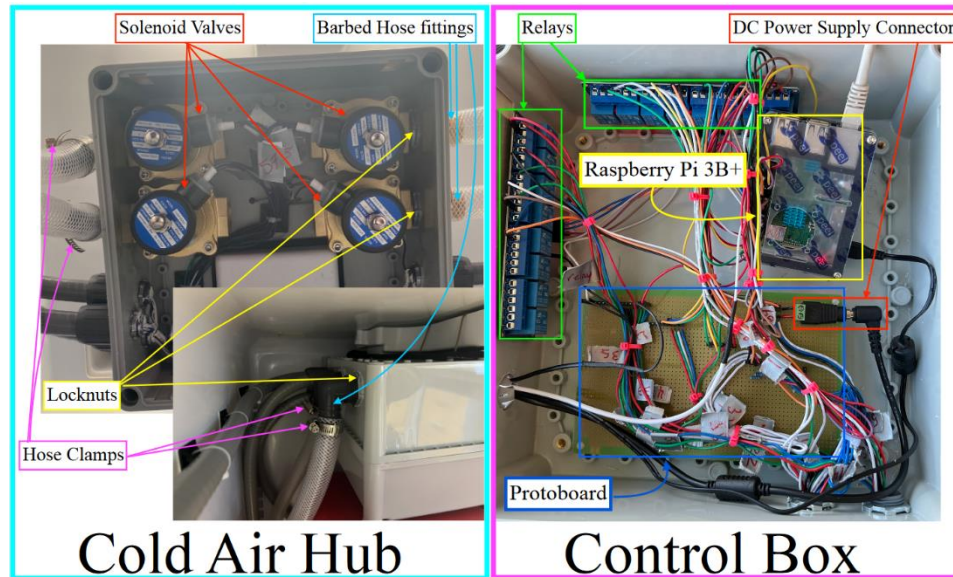 Solenoid Valves
Barbed Hose fittings
Relays
DC Power Supply Connector
Raspberry Pi 3B+
Locknuts
Hose Clamps
Protoboard
35
Cold Air Hub
Control Box